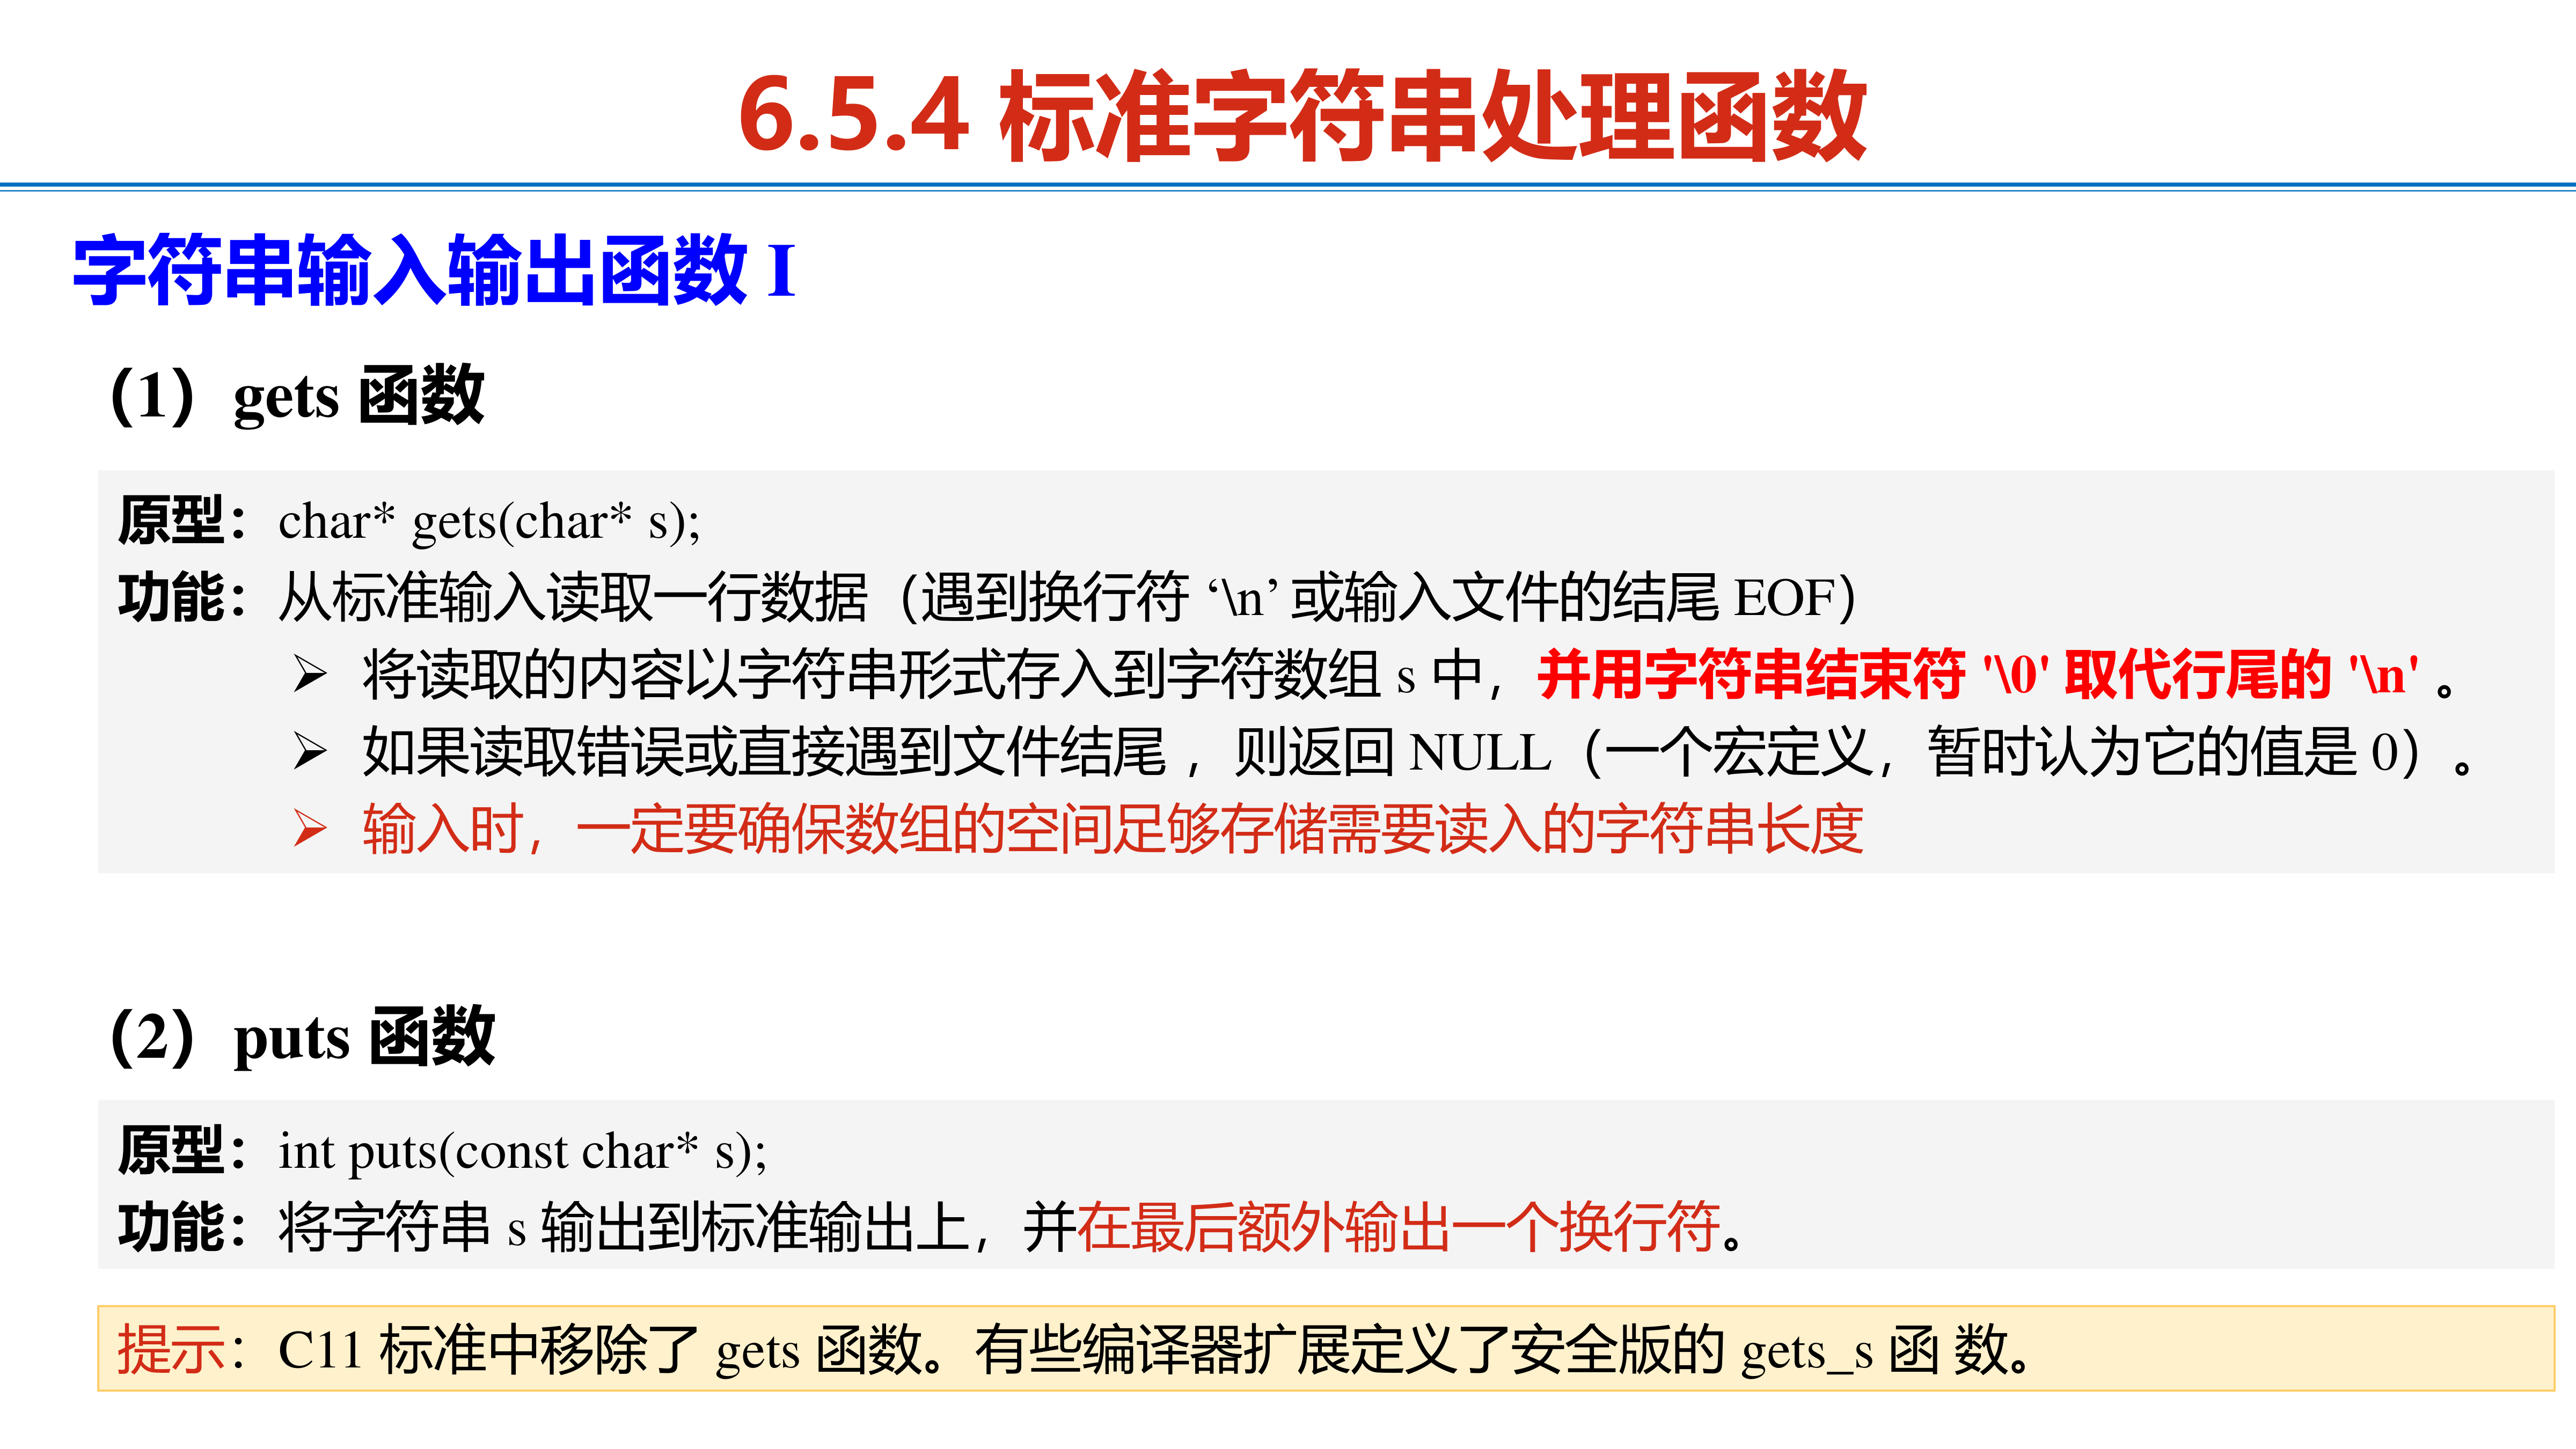 6.5.4 标准字符串处理函数
字符串输入输出函数 I
（1）gets 函数
原型：char* gets(char* s);
功能：从标准输入读取一行数据（遇到换行符 ‘\n’ 或输入文件的结尾 EOF）
➢ 将读取的内容以字符串形式存入到字符数组 s 中，并用字符串结束符 '\0' 取代行尾的 '\n' 。
➢ 如果读取错误或直接遇到文件结尾 ，则返回 NULL（一个宏定义，暂时认为它的值是 0）。
➢ 输入时，一定要确保数组的空间足够存储需要读入的字符串长度
（2）puts 函数
原型：int puts(const char* s);
功能：将字符串 s 输出到标准输出上，并在最后额外输出一个换行符。
提示：C11 标准中移除了 gets 函数。有些编译器扩展定义了安全版的 gets_s 函 数。